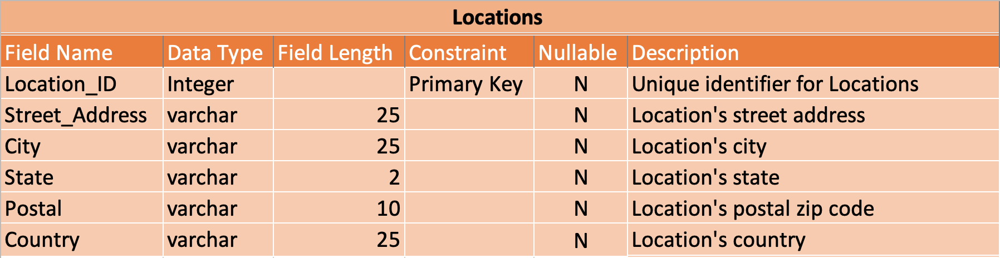 Locations
Field Name Data Type Field Length Constraint Nullable Description
Location_ID Integer Primary Key N Unique identifier for Locations
Street_Address varchar 25 N Location's street address
City varchar 25 N Location's city
State varchar 2 N Location's state
Postal varchar 10 N Location's postal zip code
Country varchar 25 N Location's country